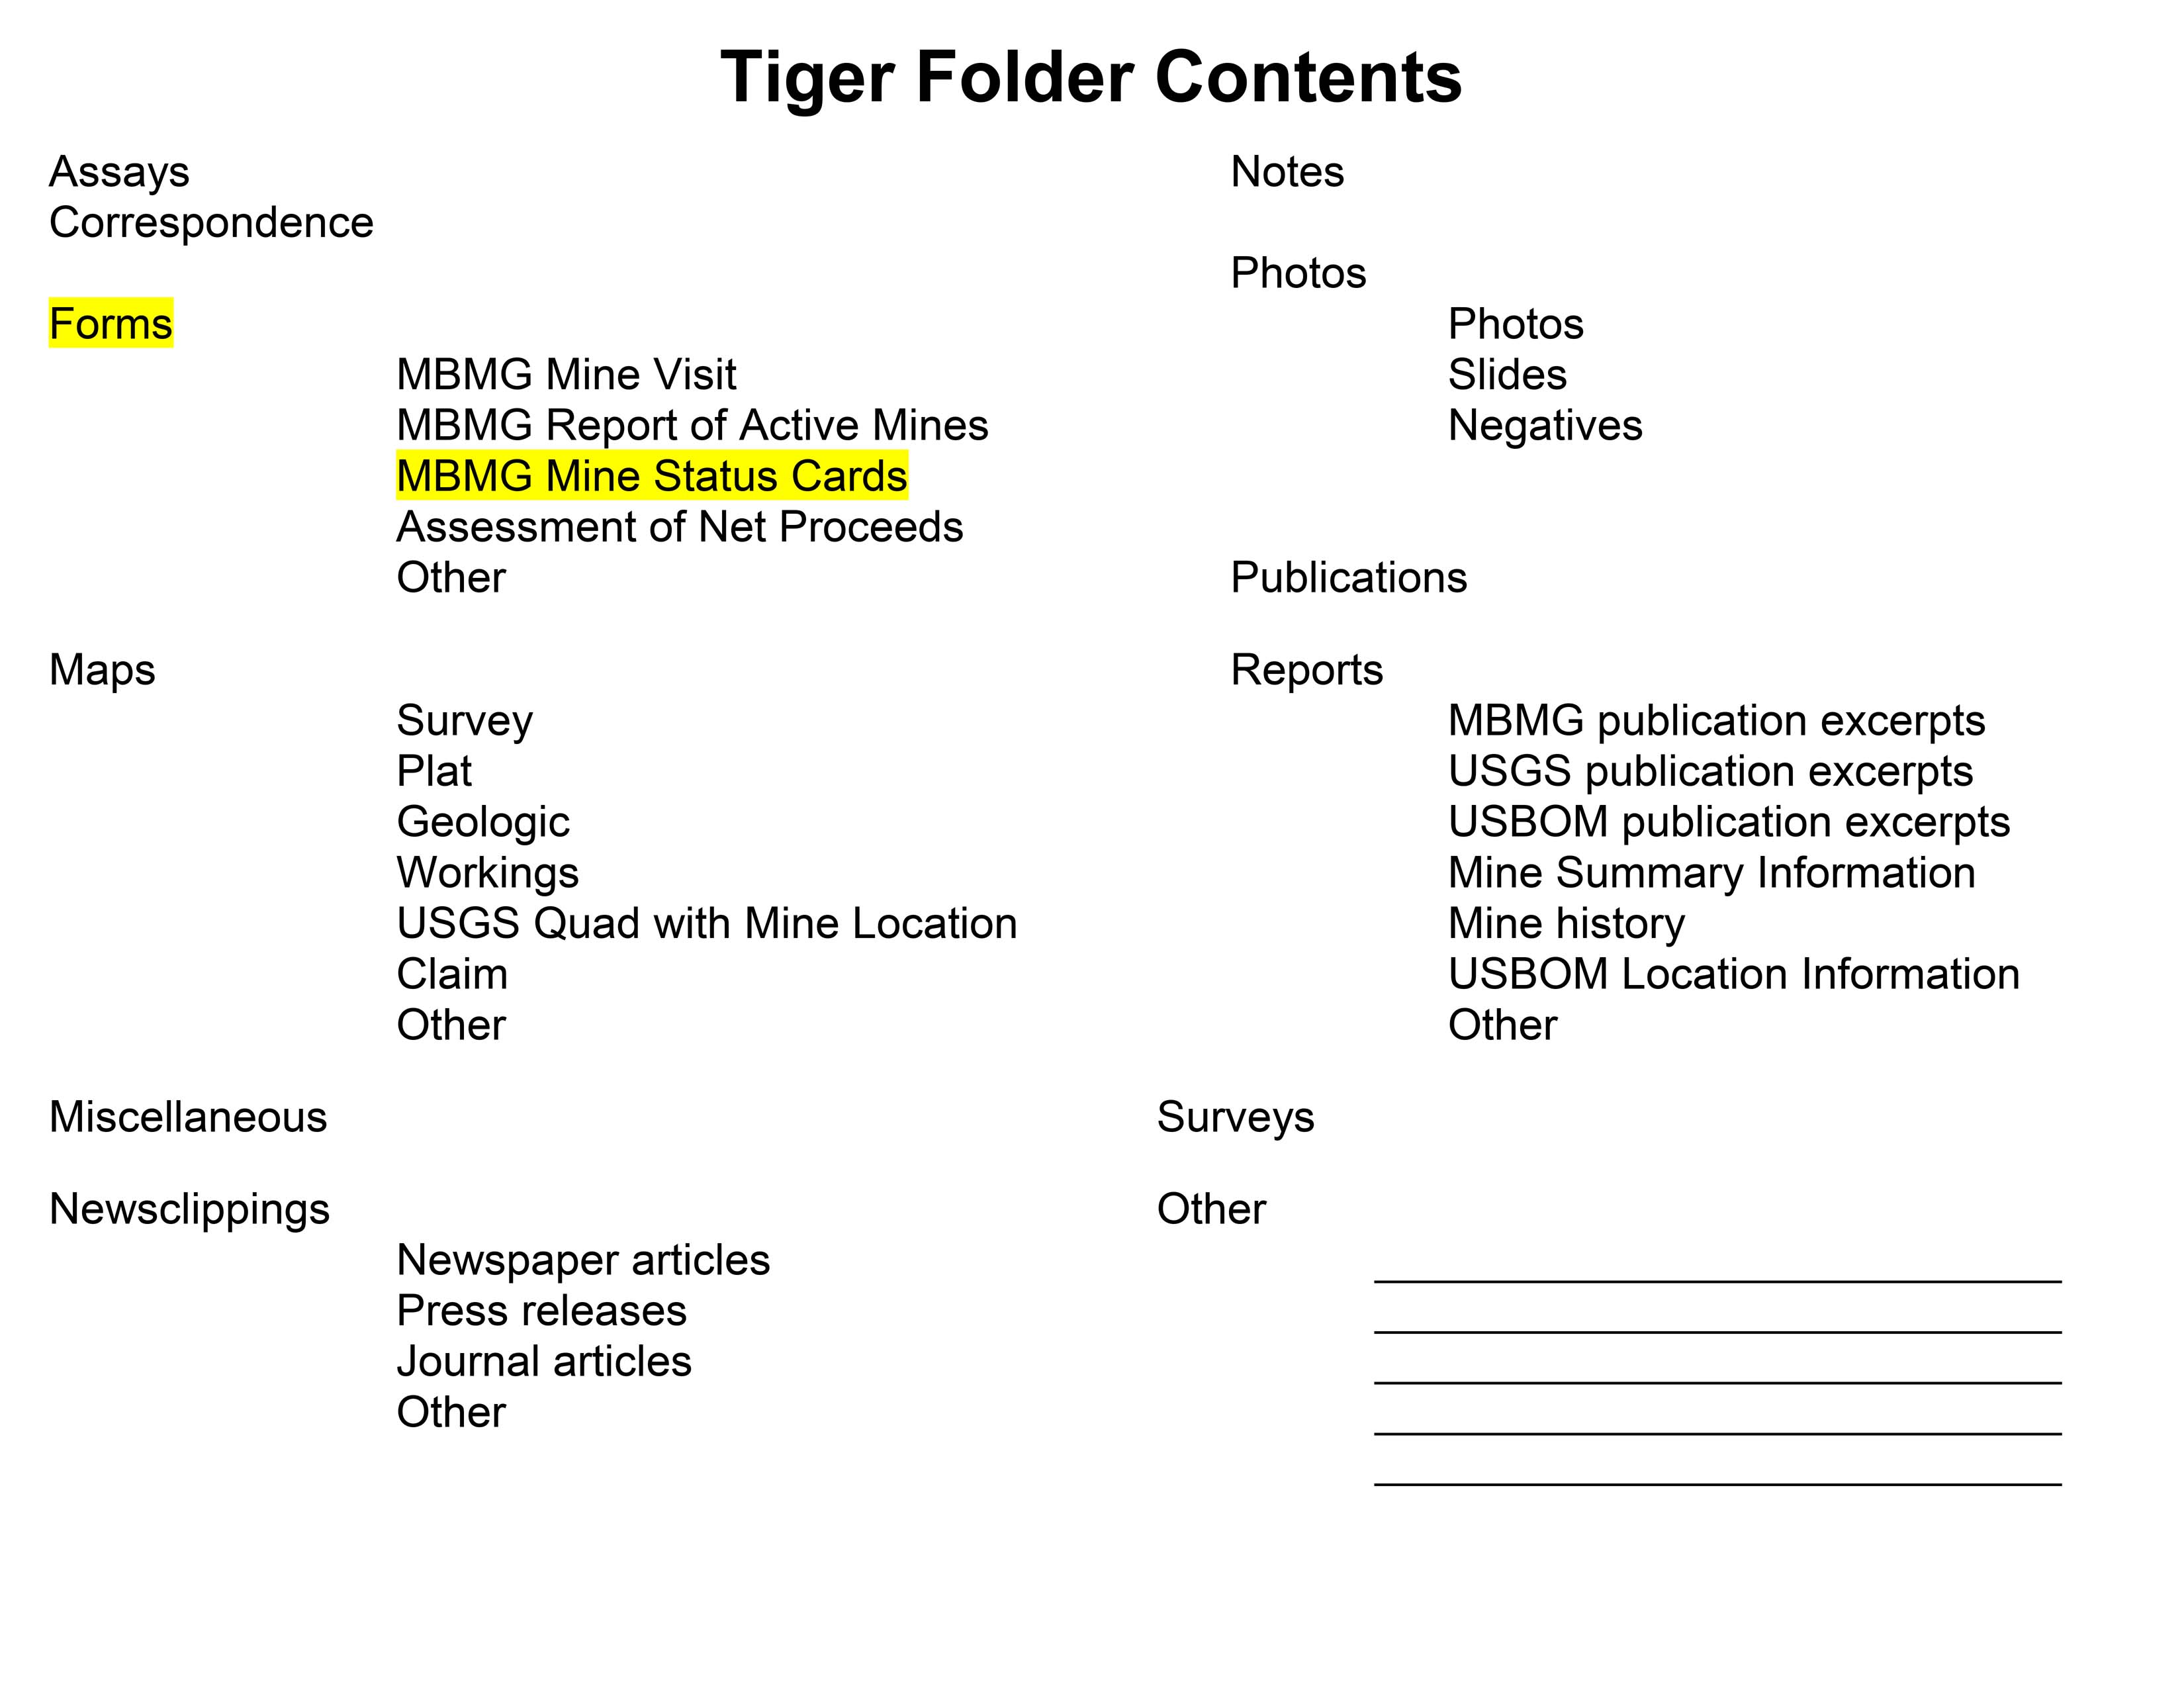 Tiger Folder Contents
Assays
Correspondence
Forms
MBMG Mine Visit
MBMG Report of Active Mines
MBMG Mine Status Cards
Assessment of Net Proceeds
Other
Maps
Survey
Plat
Geologic
Workings
USGS Quad with Mine Location
Claim
Other
Miscellaneous
Newsclippings
Newspaper articles
Press releases
Journal articles
Other
Notes
Photos
Photos
Slides
Negatives
Publications
Reports
MBMG publication excerpts
USGS publication excerpts
USBOM publication excerpts
Mine Summary Information
Mine history
USBOM Location Information
Other
Surveys
Other